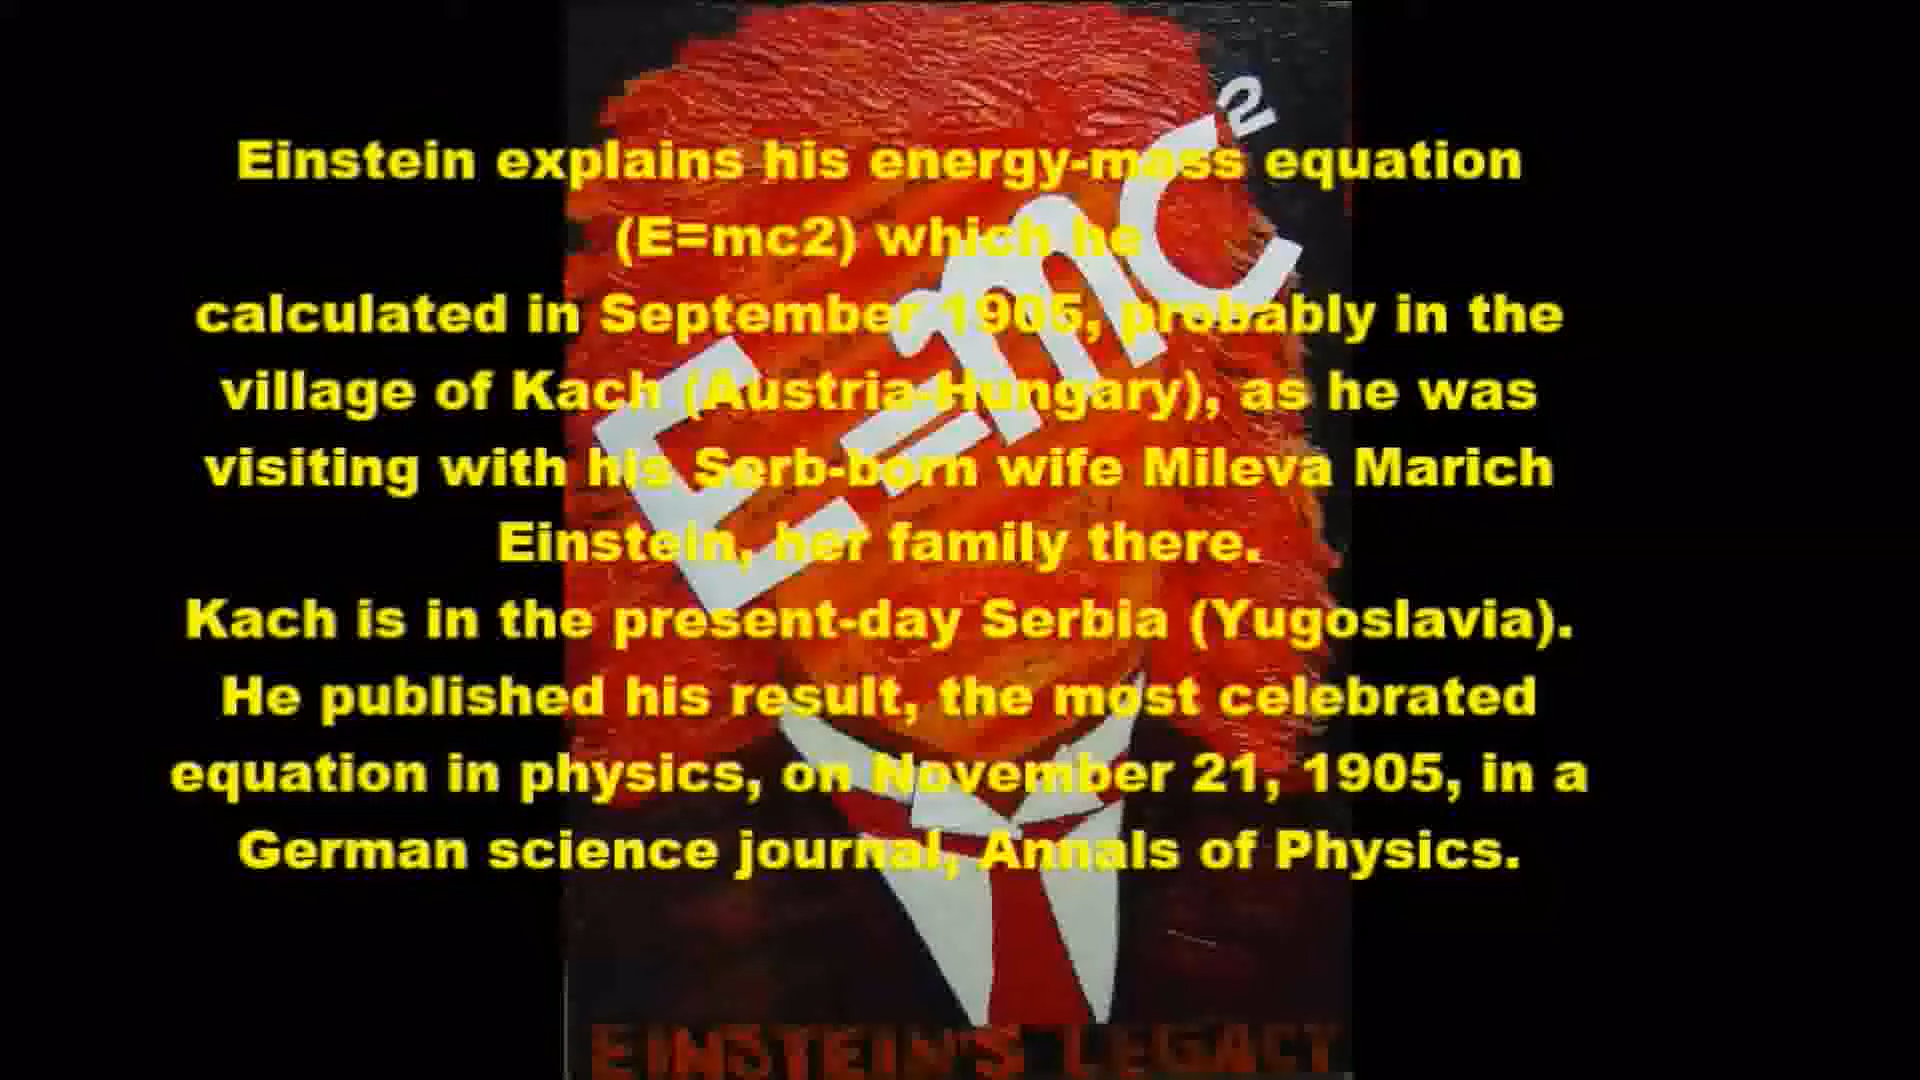 Einstein explains his energy-mass equation
(E=mc2) which he
calculated in September 1905, probably in the
village of Kach (Austria-Hungary), as he was
visiting with his Serb-born wife Mileva Marich
Einstein, her family there.
Kach is in the present-day Serbia (Yugoslavia).
He published his result, the most celebrated
equation in physics, on November 21, 1905, in a
German science journal, Annals of Physics.
E=mc²
EINSTEIN'S LEGACY